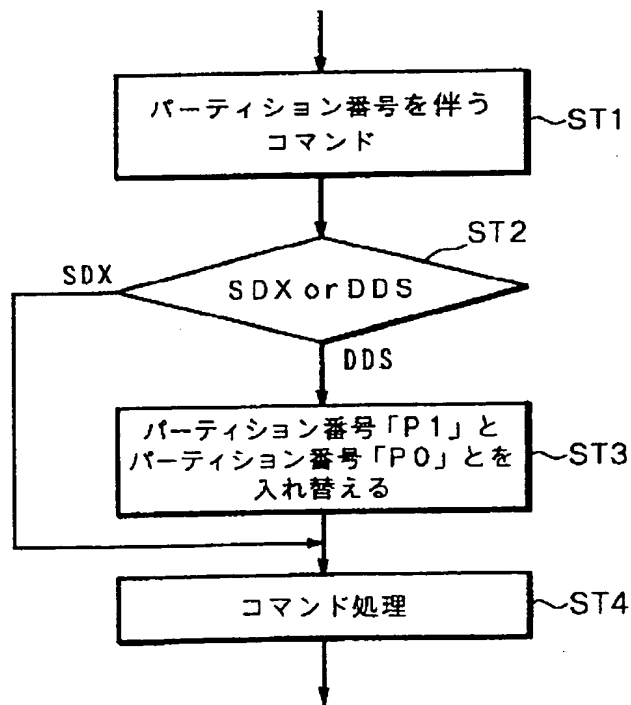 パーティション番号を伴う
コマンド
ST1
ST2
SDX
SDX or DDS
DDS
パーティション番号「P1」と
パーティション番号「P0」とを
入れ替える
ST3
コマンド処理
ST4